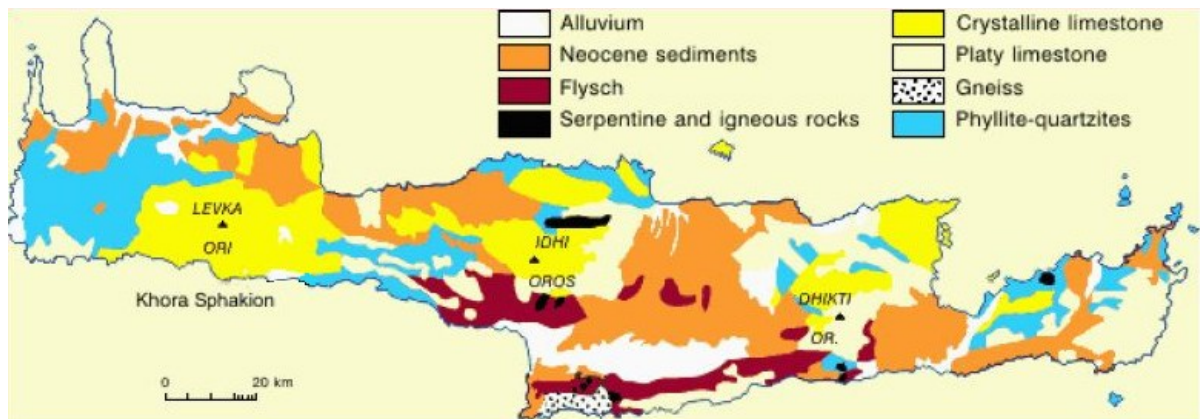 Alluvium
Neocene sediments
Flysch
Serpentine and igneous rocks
Crystalline limestone
Platy limestone
Gneiss
Phyllite-quartzites
LEVKA
ORI
IDHI
OROS
DHIKTI
OR.
Khora Sphakion
0 20 km